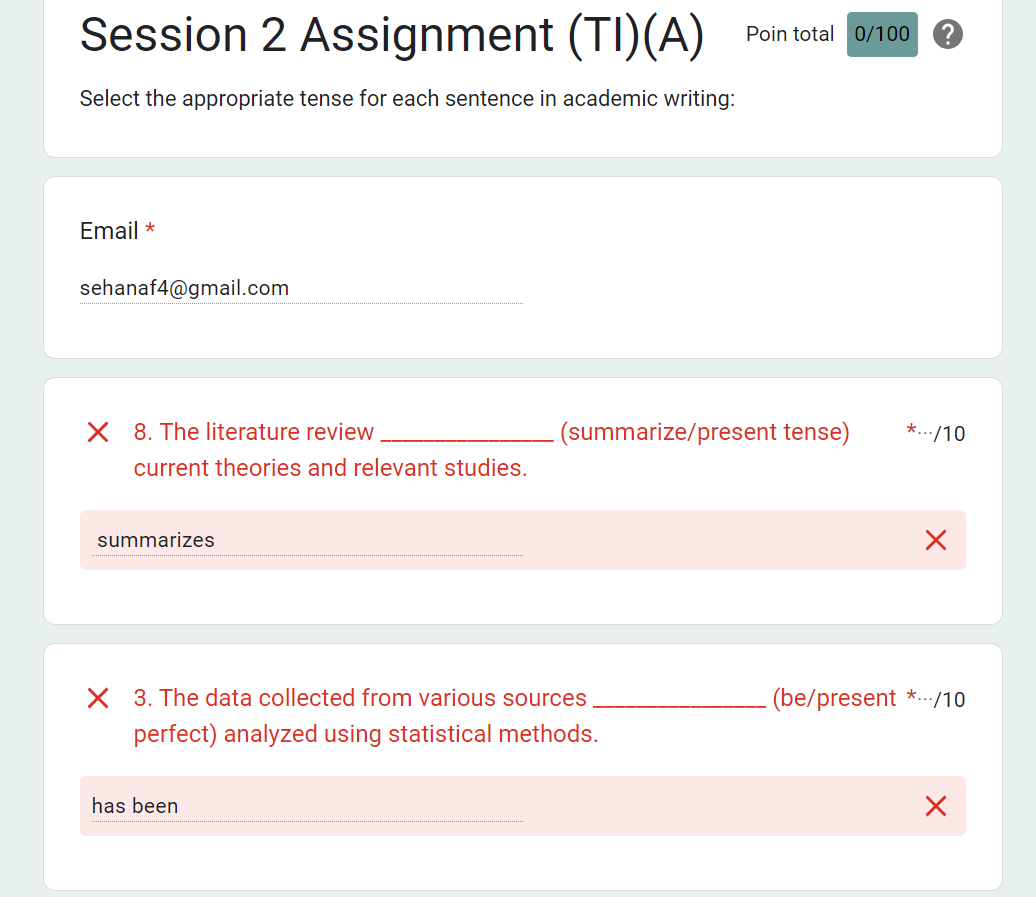 Session 2 Assignment (TI)(A) Poin total 0/100 ?
Select the appropriate tense for each sentence in academic writing:
Email *
sehanaf4@gmail.com
8. The literature review ________________ (summarize/present tense) *···/10
current theories and relevant studies.
summarizes
3. The data collected from various sources ________________ (be/present *···/10
perfect) analyzed using statistical methods.
has been